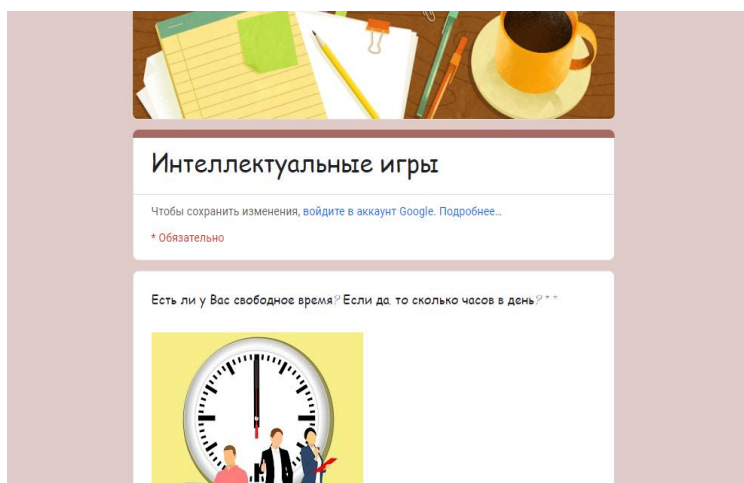 Интеллектуальные игры
Чтобы сохранить изменения, войдите в аккаунт Google. Подробнее…
* Обязательно
Есть ли у Вас свободное время? Если да, то сколько часов в день? * *